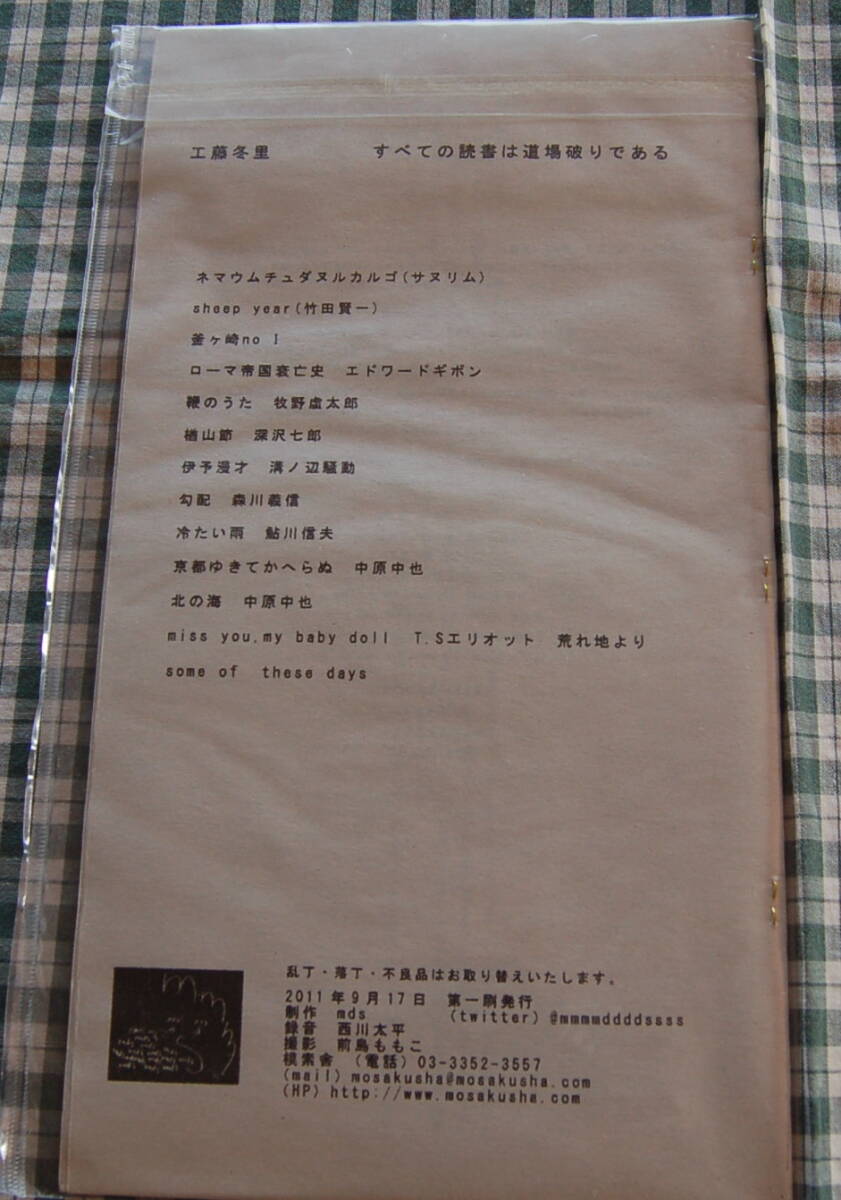 工藤冬里　すべての読書は道場破りである
ネマウムチュダヌルカルゴ(サヌリム)
sheep year(竹田賢一)
釜ヶ崎no I
ローマ帝国衰亡史　エドワードギボン
鞭のうた　牧野虚太郎
楢山節　深沢七郎
伊予漫才　溝ノ辺騒動
勾配　森川義信
冷たい雨　鮎川信夫
京都ゆきてかへらぬ　中原中也
北の海　中原中也
miss you,my baby doll　T.Sエリオット　荒れ地より
some of these days
乱丁・落丁・不良品はお取り替えいたします。
2011年9月17日　第一刷発行
制作　mds　(twitter) @mmmmddddssss
録音　西川太平
撮影　前島ももこ
模索舎　(電話) 03-3352-3557
(mail) mosakusha@mosakusha.com
(HP) http://www.mosakusha.com